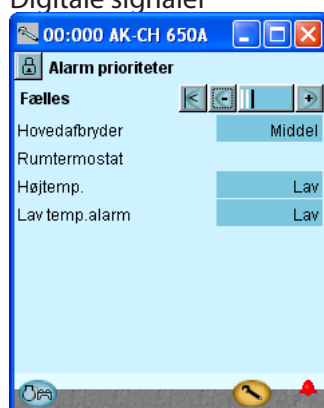 Digitale signaler
00:000 AK-CH 650A
Alarm prioriteter
Fælles
Hovedafbryder Middel
Rumtermostat
Højtemp. Lav
Lav temp.alarm Lav